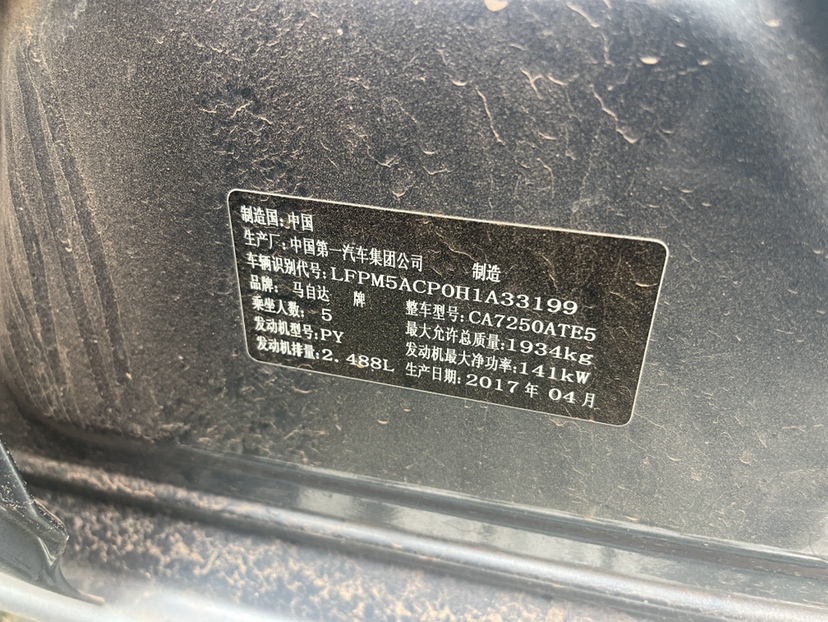 制造国:中国
生产厂:中国第一汽车集团公司 制造
车辆识别代号:LFPM5ACP0H1A33199
品牌:马自达 牌 整车型号:CA7250ATE5
乘坐人数:5 最大允许总质量:1934kg
发动机型号:PY 发动机最大净功率:141kW
发动机排量:2.488L 生产日期:2017年04月